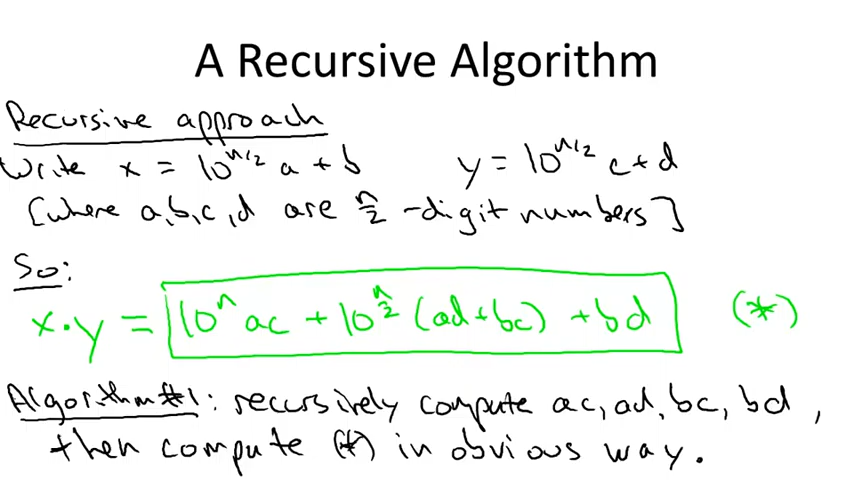 A Recursive Algorithm
Recursive approach
Write x = 10^{n/2} a + b y = 10^{n/2} c + d
[where a,b,c,d are n/2 -digit numbers]
So:
x·y = 10^n ac + 10^{n/2} (ad+bc) + bd (*)
Algorithm #1: recursively compute ac, ad, bc, bd,
then compute (*) in obvious way.